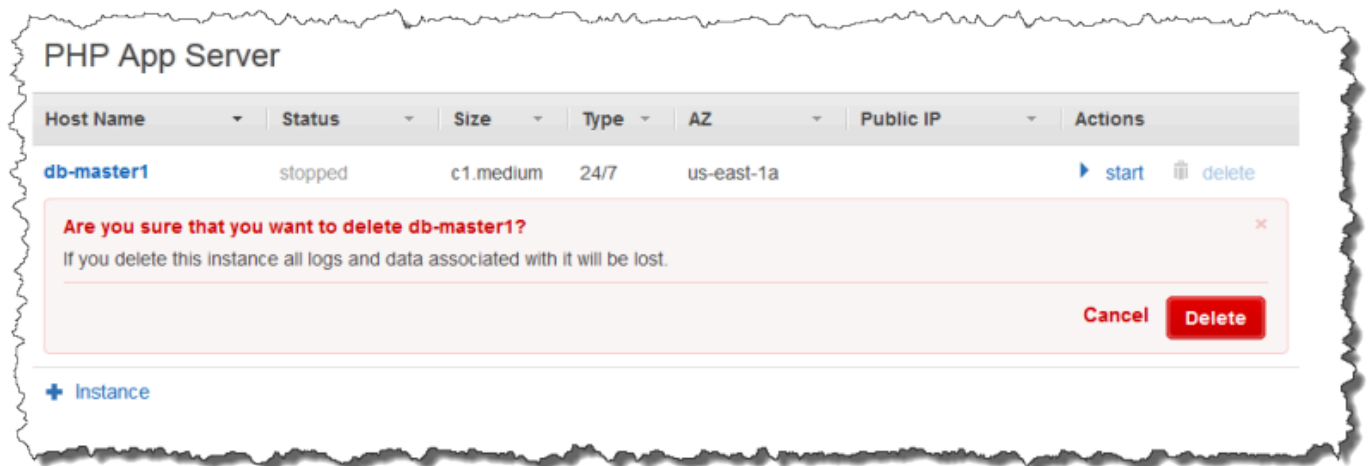 PHP App Server
Host Name Status Size Type AZ Public IP Actions
db-master1 stopped c1.medium 24/7 us-east-1a start delete
Are you sure that you want to delete db-master1?
If you delete this instance all logs and data associated with it will be lost.
Cancel Delete
Instance